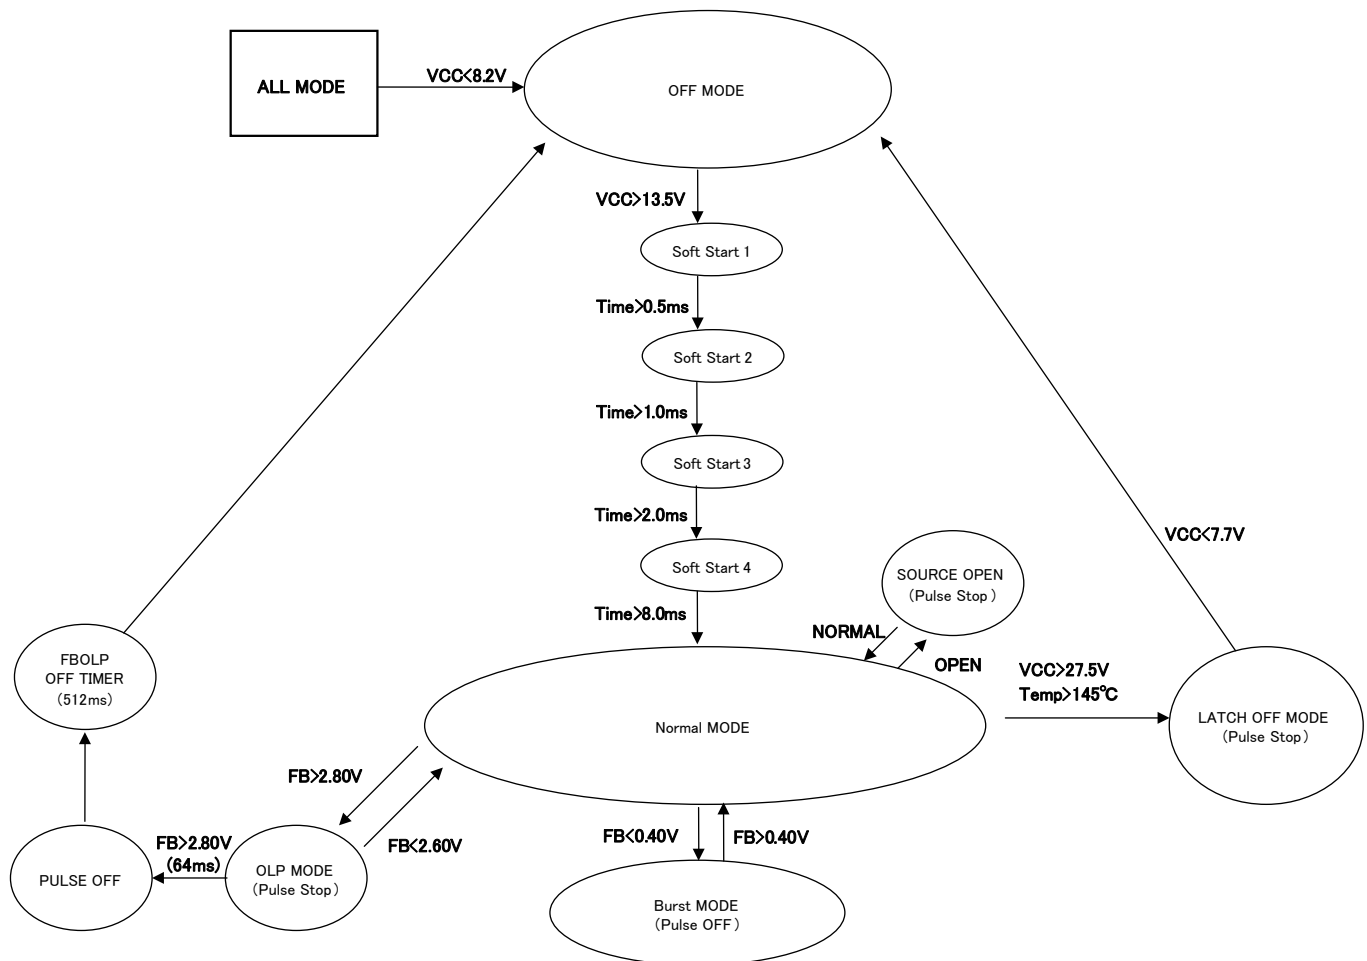 ALL MODE
VCC<8.2V
OFF MODE
VCC>13.5V
Soft Start 1
Time>0.5ms
Soft Start 2
Time>1.0ms
Soft Start 3
Time>2.0ms
VCC<7.7V
Soft Start 4
SOURCE OPEN
(Pulse Stop)
Time>8.0ms
NORMAL
OPEN
FBOLP
OFF TIMER
(512ms)
VCC>27.5V
Temp>145℃
Normal MODE
LATCH OFF MODE
(Pulse Stop)
FB>2.80V
FB<2.60V
FB<0.40V
FB>0.40V
FB>2.80V
(64ms)
PULSE OFF
OLP MODE
(Pulse Stop)
Burst MODE
(Pulse OFF)